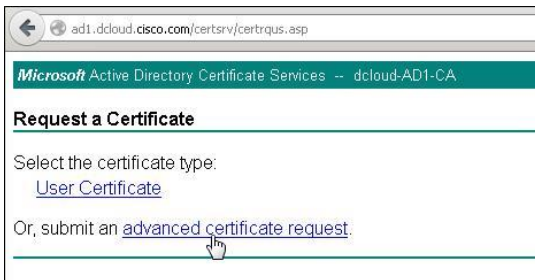 ad1.dcloud.cisco.com/certsrv/certrqus.asp
Microsoft Active Directory Certificate Services -- dcloud-AD1-CA
Request a Certificate
Select the certificate type:
User Certificate
Or, submit an advanced certificate request.